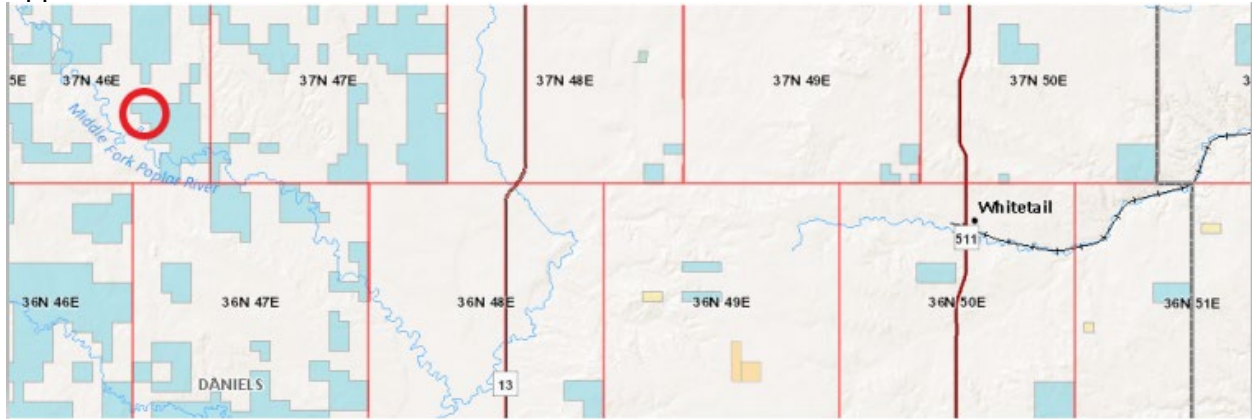 5E
37N 46E
37N 47E
37N 48E
37N 49E
37N 50E
3
Middle Fork Poplar River
Whitetail
511
36N 46E
36N 47E
36N 48E
36N 49E
36N 50E
36N 51E
DANIELS
13